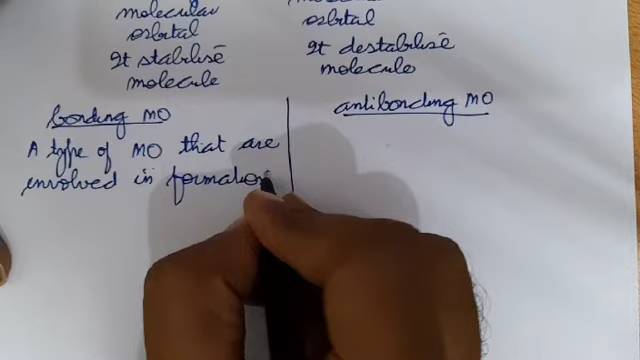 molecular
orbital
orbital
It stabilise
It destabilise
molecule
molecule
bonding MO
antibonding MO
A type of MO that are
involved in formation